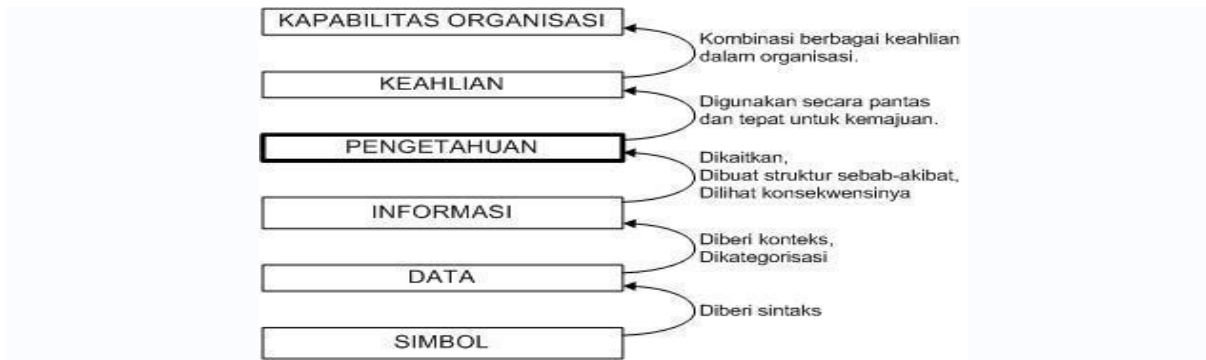 KAPABILITAS ORGANISASI
Kombinasi berbagai keahlian
dalam organisasi.
KEAHLIAN
Digunakan secara pantas
dan tepat untuk kemajuan.
PENGETAHUAN
Dikaitkan,
Dibuat struktur sebab-akibat,
Dilihat konsekwensinya
INFORMASI
Diberi konteks,
Dikategorisasi
DATA
Diberi sintaks
SIMBOL